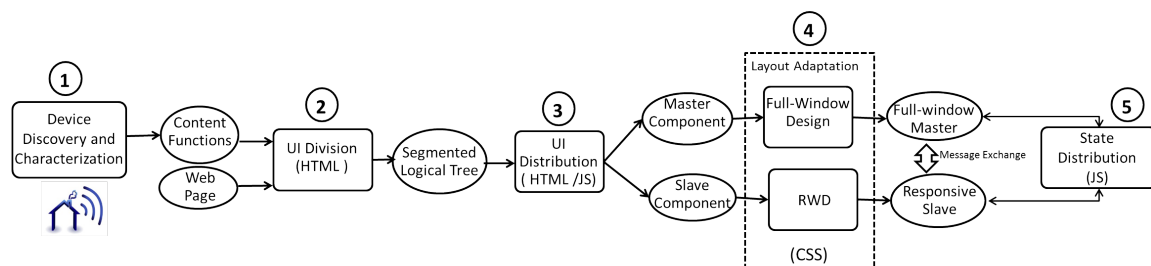 1
Device
Discovery and
Characterization
Content
Functions
Web
Page
2
UI Division
(HTML )
Segmented
Logical Tree
3
UI
Distribution
( HTML /JS)
Master
Component
Slave
Component
4
Layout Adaptation
Full-Window
Design
RWD
(CSS)
Full-window
Master
Message Exchange
Responsive
Slave
5
State
Distribution
(JS)